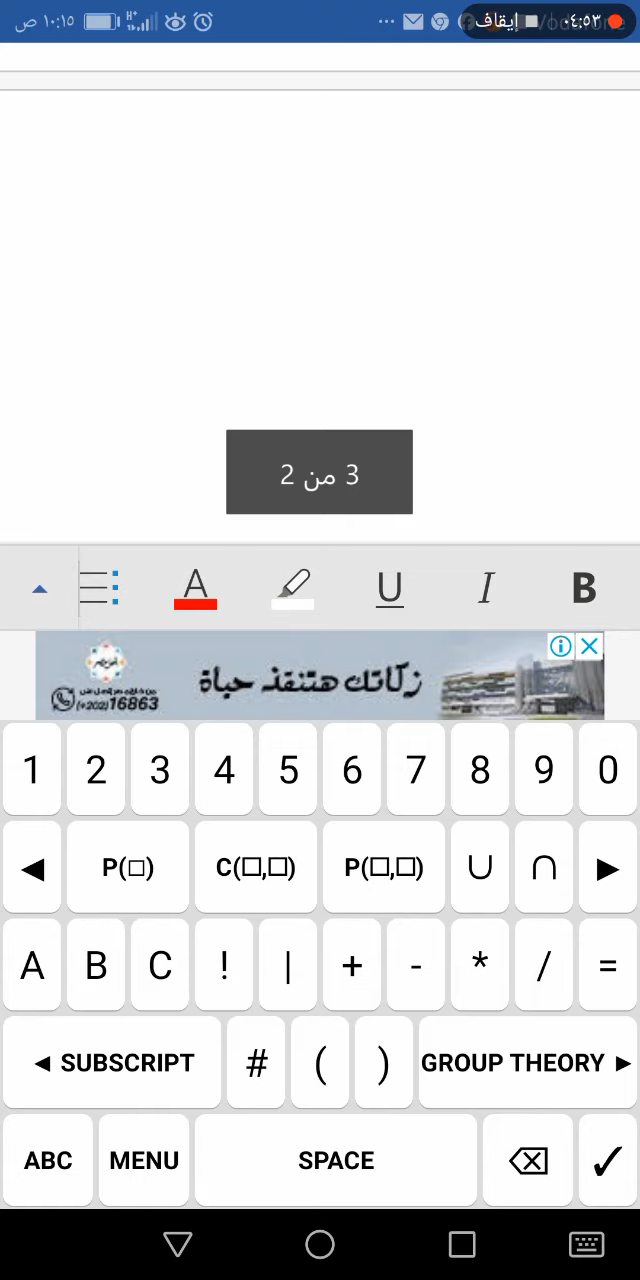 ١٠:١٥ ص
H+
إيقاف ٠٤:٥٣
3 من 2
A U I B
زكاتك هتنقذ حياة
(+202)16863
1 2 3 4 5 6 7 8 9 0
◀ P(□) C(□,□) P(□,□) ∪ ∩ ▶
A B C ! | + - * / =
◀ SUBSCRIPT # ( ) GROUP THEORY ▶
ABC MENU SPACE ✓